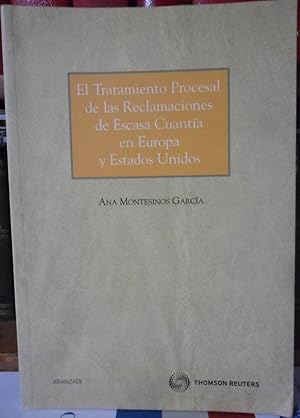 El Tratamiento Procesal
de las Reclamaciones
de Escasa Cuantía
en Europa
y Estados Unidos
Ana Montesinos García
ARANZADI
THOMSON REUTERS